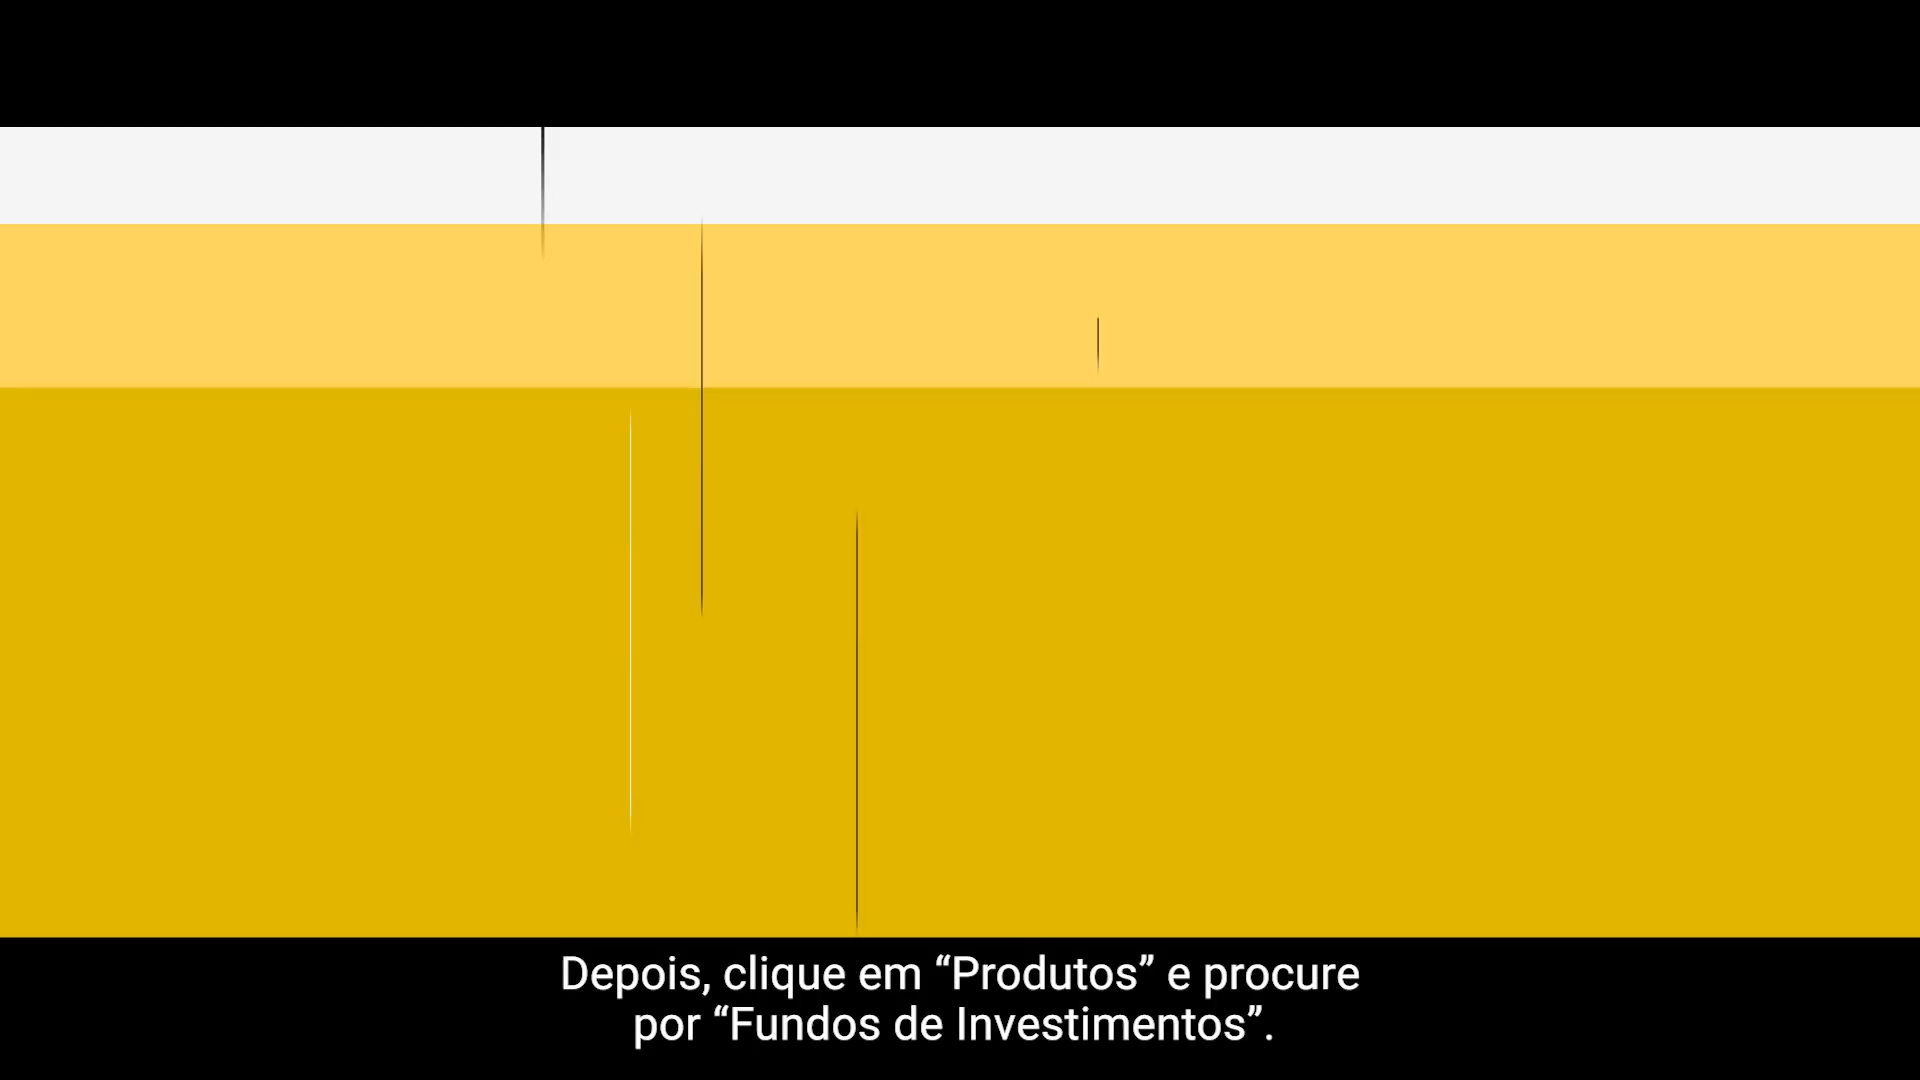 Depois, clique em “Produtos” e procure
por “Fundos de Investimentos”.